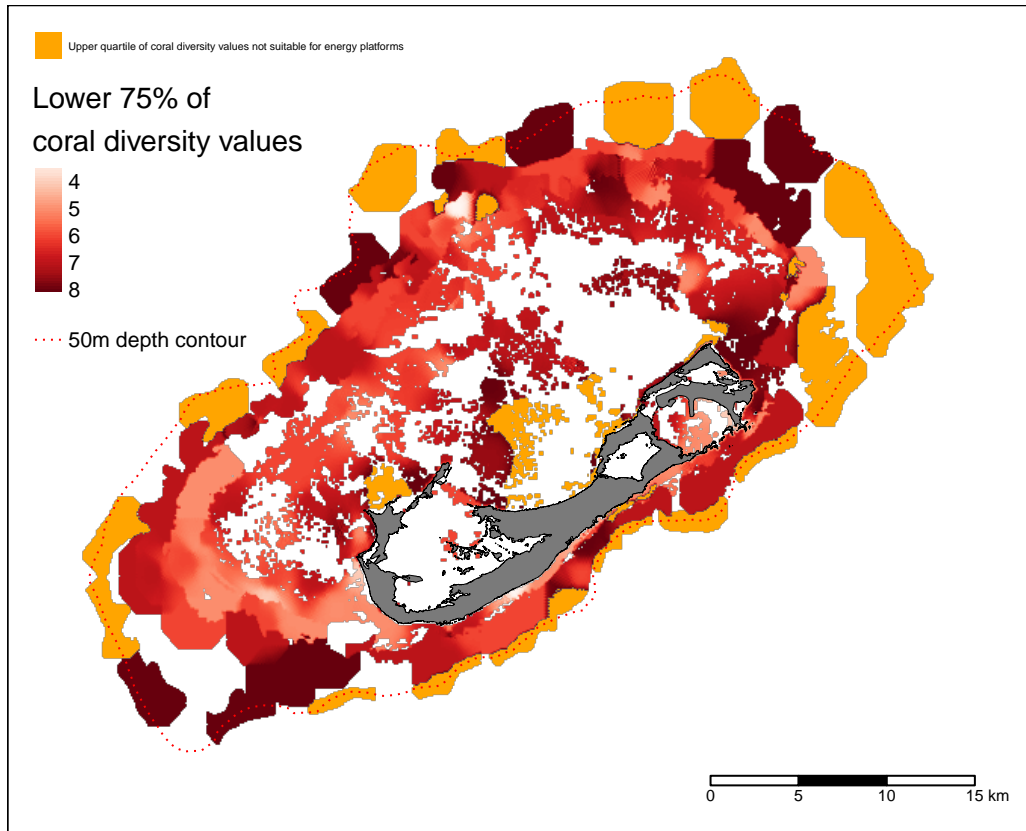 Upper quartile of coral diversity values not suitable for energy platforms
Lower 75% of
coral diversity values
4
5
6
7
8
50m depth contour
0 5 10 15 km